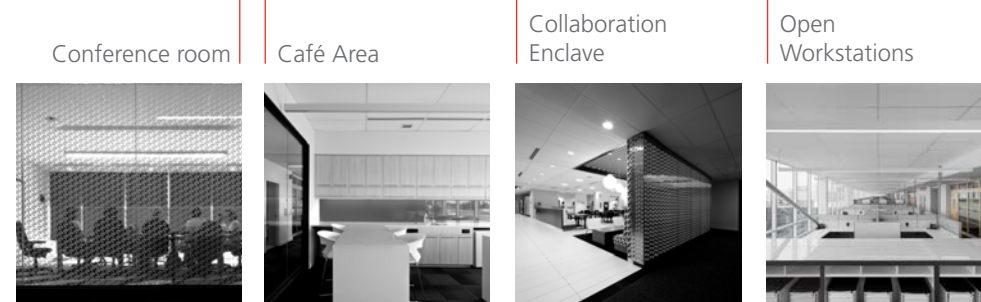 Conference room
Café Area
Collaboration
Enclave
Open
Workstations